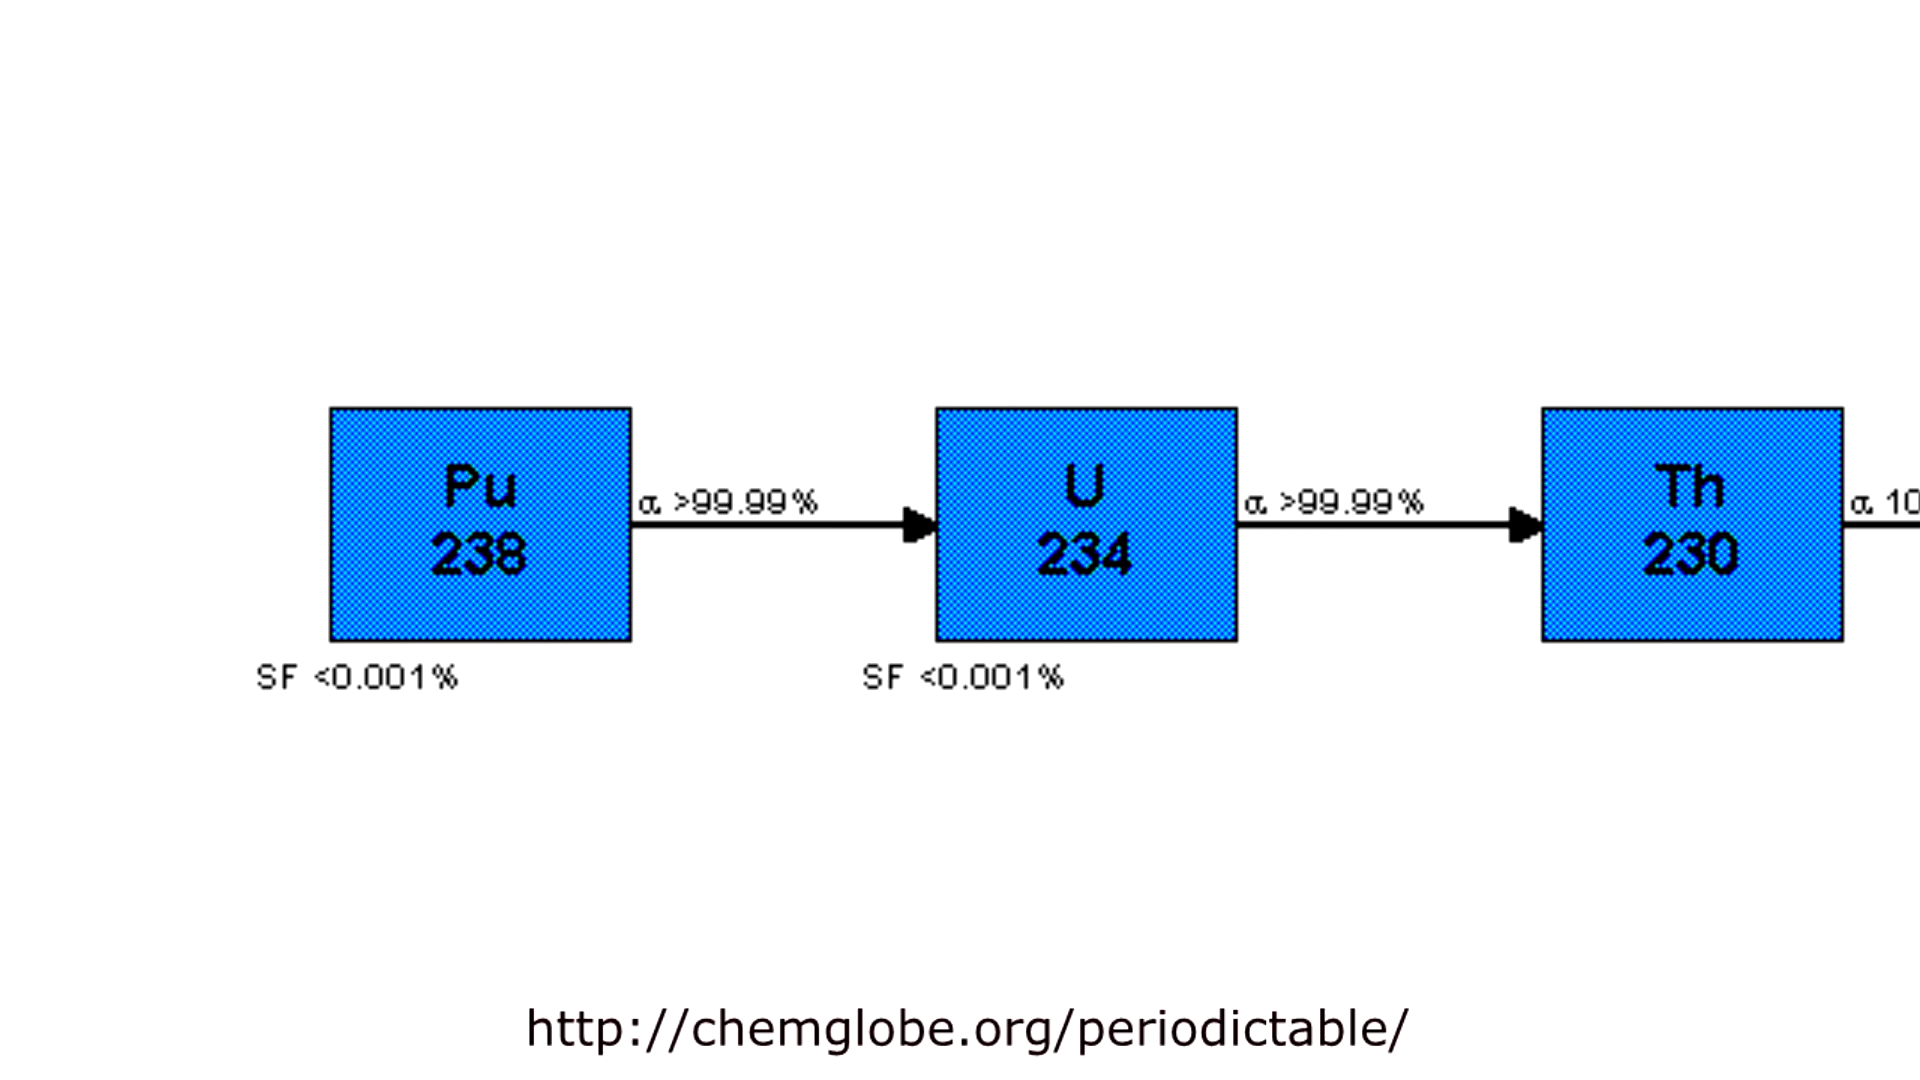 Pu
238
α >99.99%
U
234
α >99.99%
Th
230
α 10
SF <0.001%
SF <0.001%
http://chemglobe.org/periodictable/